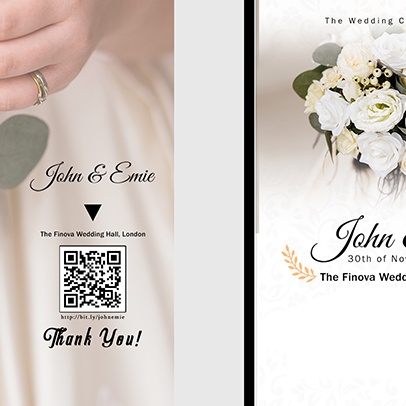 John & Emie
The Finova Wedding Hall, London
http://bit.ly/johnemie
Thank You!
The Wedding C
John
30th of No
The Finova Wedd